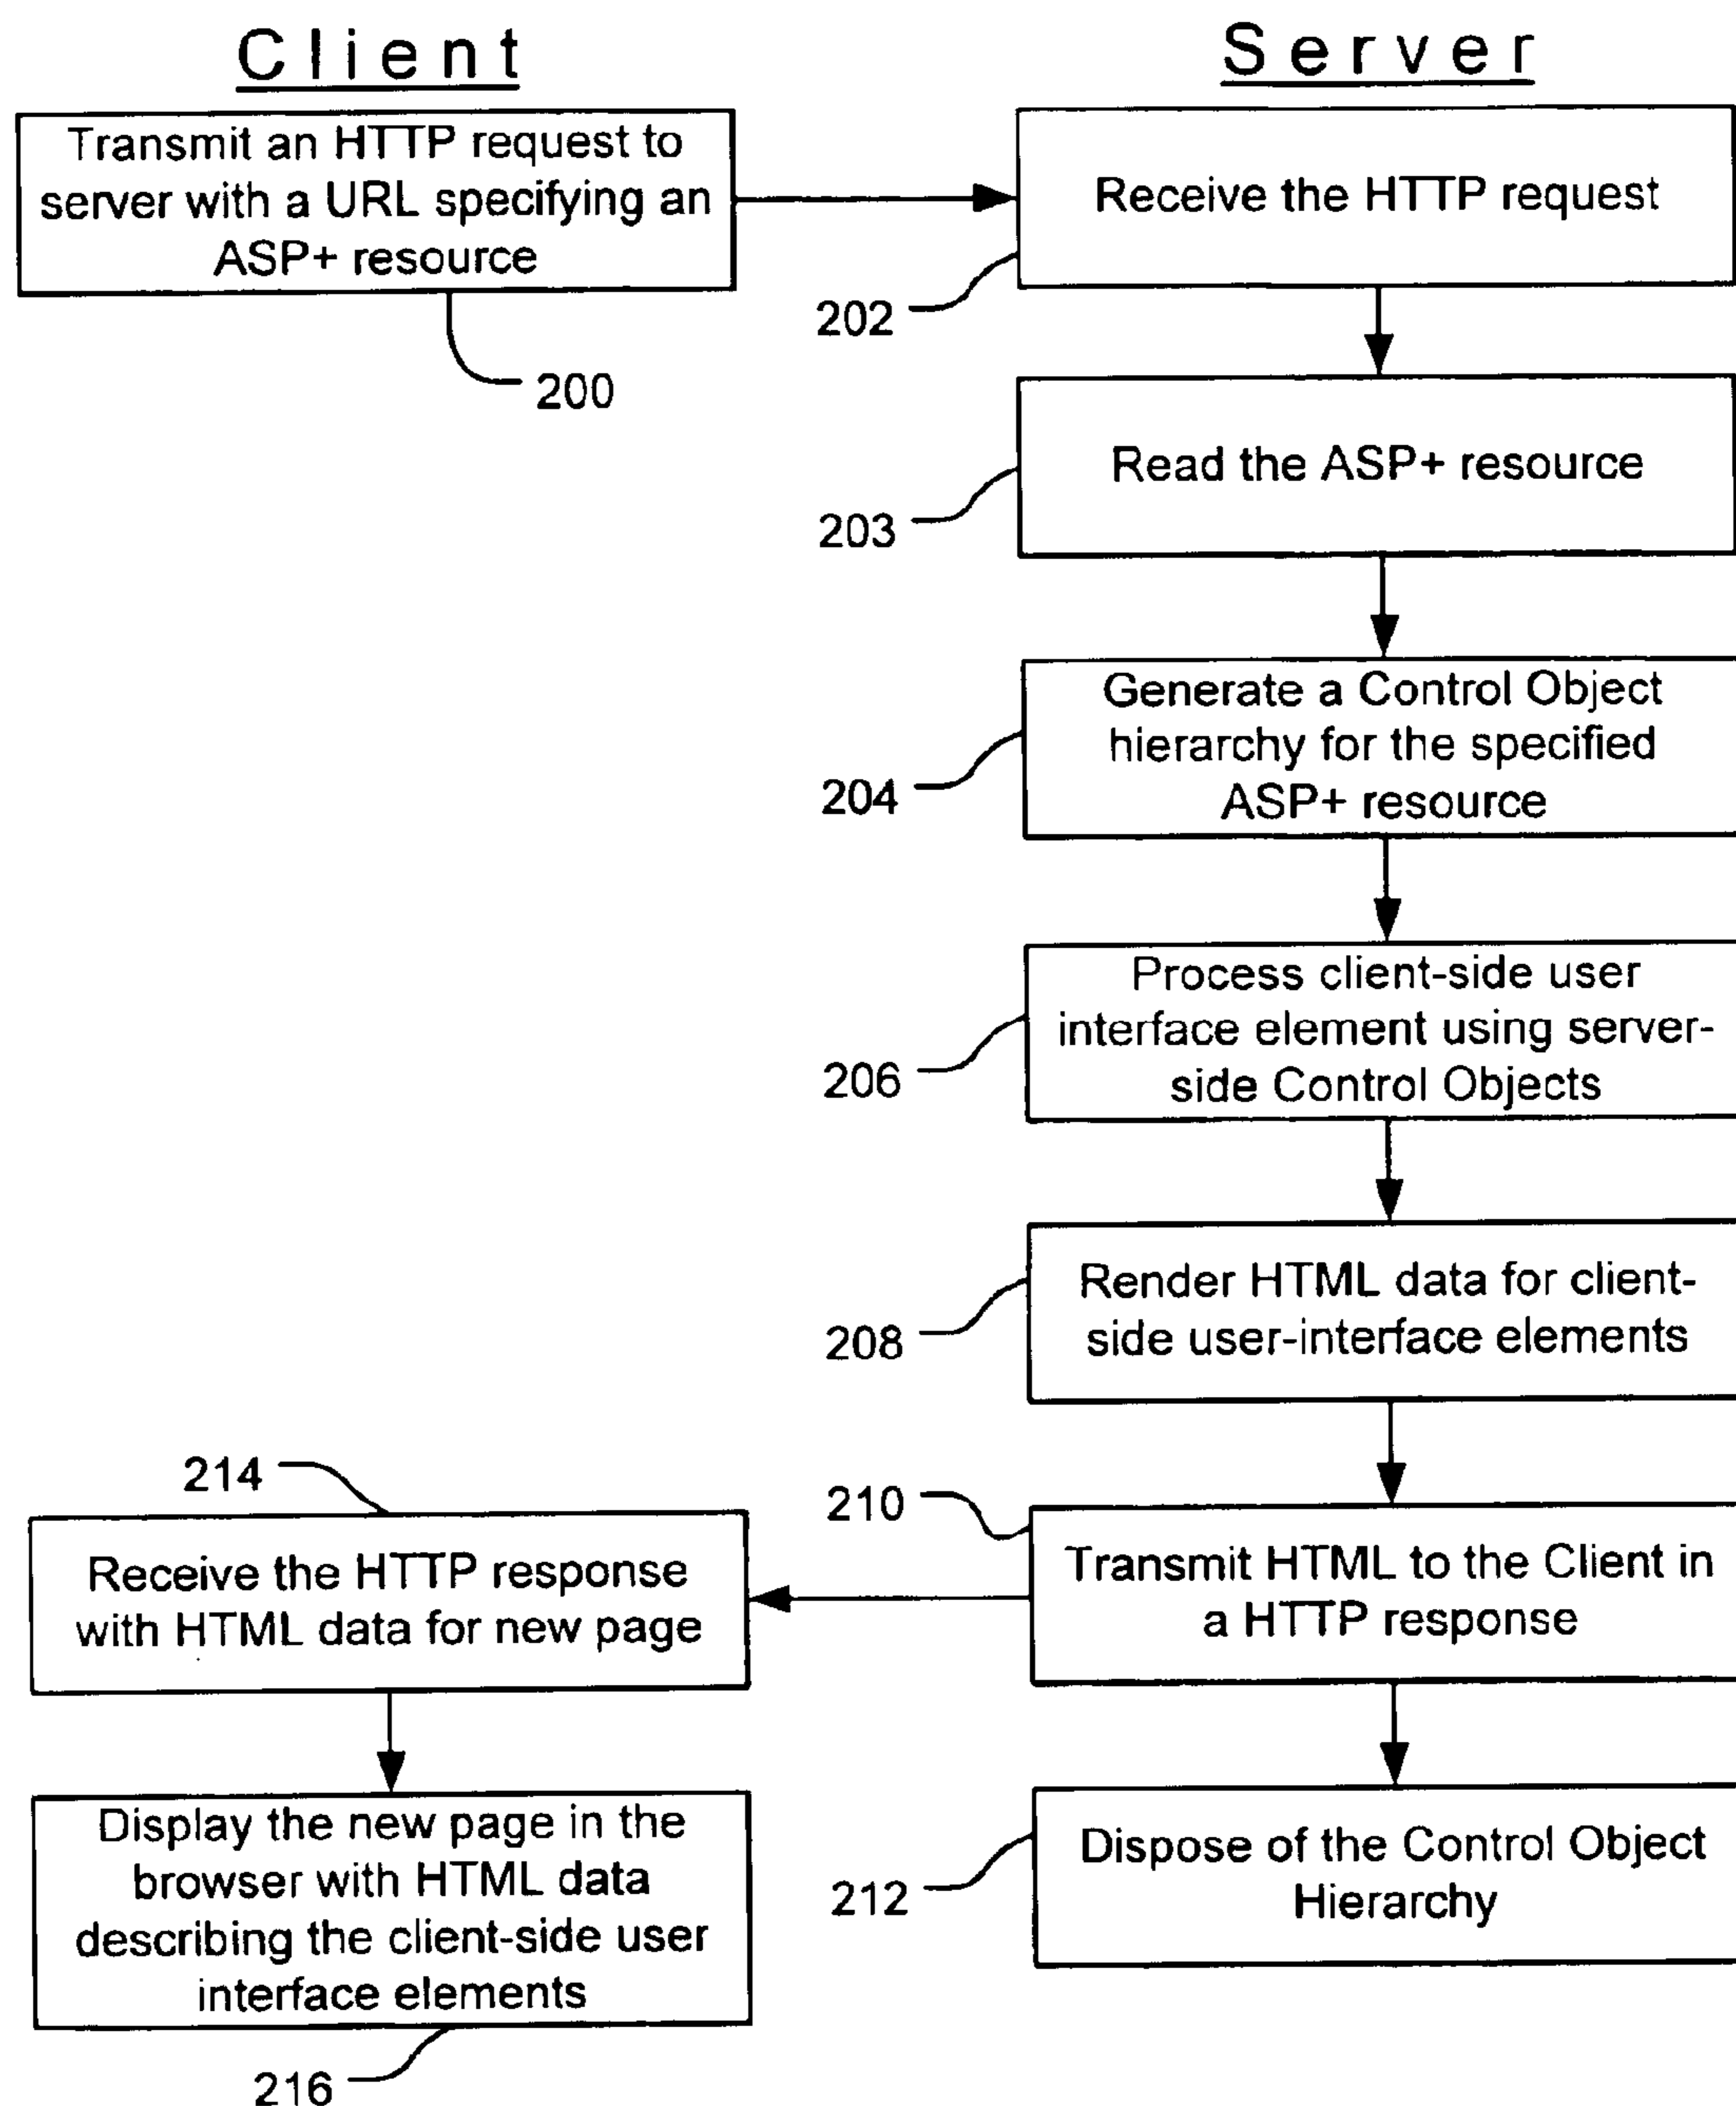 Client
Server
Transmit an HTTP request to
server with a URL specifying an
ASP+ resource
200
Receive the HTTP request
202
Read the ASP+ resource
203
Generate a Control Object
hierarchy for the specified
ASP+ resource
204
Process client-side user
interface element using server-
side Control Objects
206
Render HTML data for client-
side user-interface elements
208
210
Transmit HTML to the Client in
a HTTP response
214
Receive the HTTP response
with HTML data for new page
Display the new page in the
browser with HTML data
describing the client-side user
interface elements
216
Dispose of the Control Object
Hierarchy
212